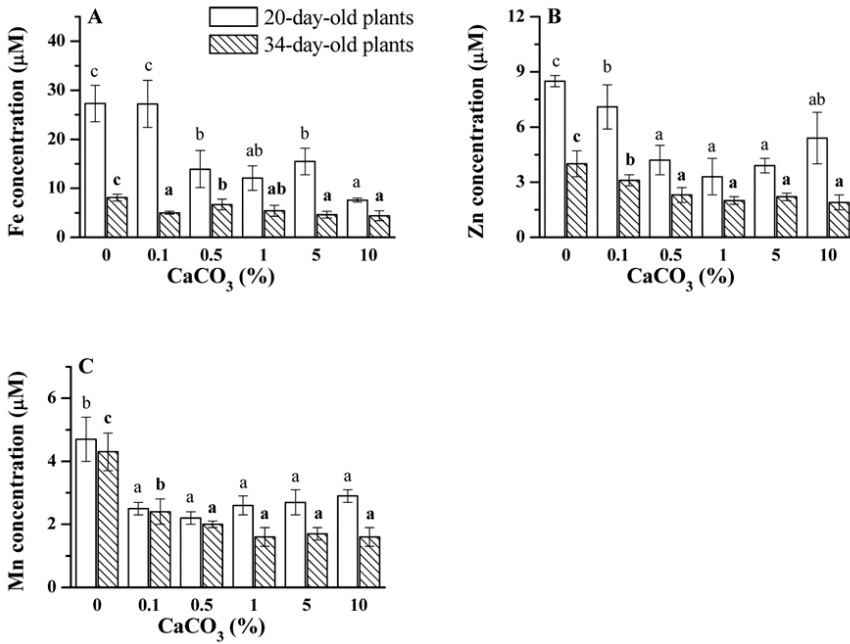 A
20-day-old plants
34-day-old plants
Fe concentration (µM)
40
30
20
10
0
c
c
c
a
b
b
ab
ab
b
a
a
a
0 0.1 0.5 1 5 10
CaCO3 (%)
B
Zn concentration (µM)
12
9
6
3
0
c
c
b
b
a
a
a
a
a
a
ab
a
0 0.1 0.5 1 5 10
CaCO3 (%)
C
Mn concentration (µM)
6
4
2
0
b
c
a
b
a
a
a
a
a
a
a
a
0 0.1 0.5 1 5 10
CaCO3 (%)